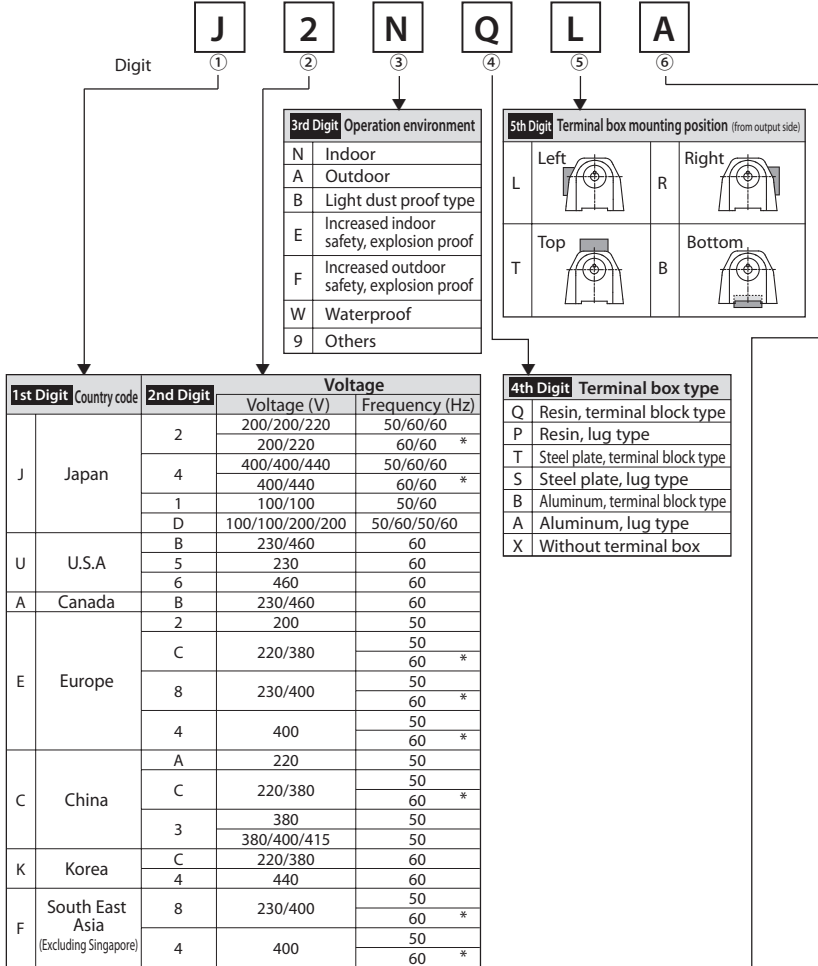 J 2 N Q L A
Digit ① ② ③ ④ ⑤ ⑥
3rd Digit Operation environment
N Indoor
A Outdoor
B Light dust proof type
E Increased indoor
safety, explosion proof
F Increased outdoor
safety, explosion proof
W Waterproof
9 Others
5th Digit Terminal box mounting position (from output side)
L Left R Right
T Top B Bottom
1st Digit Country code 2nd Digit Voltage
Voltage (V) Frequency (Hz)
J Japan 2 200/200/220 50/60/60
200/220 60/60 *
4 400/400/440 50/60/60
400/440 60/60 *
1 100/100 50/60
D 100/100/200/200 50/60/50/60
U U.S.A B 230/460 60
5 230 60
6 460 60
A Canada B 230/460 60
E Europe 2 200 50
C 220/380 50
60 *
8 230/400 50
60 *
4 400 50
60 *
C China A 220 50
C 220/380 50
60 *
3 380 50
380/400/415 50
K Korea C 220/380 60
4 440 60
F South East
Asia
(Excluding Singapore) 8 230/400 50
60 *
4 400 50
60 *
4th Digit Terminal box type
Q Resin, terminal block type
P Resin, lug type
T Steel plate, terminal block type
S Steel plate, lug type
B Aluminum, terminal block type
A Aluminum, lug type
X Without terminal box